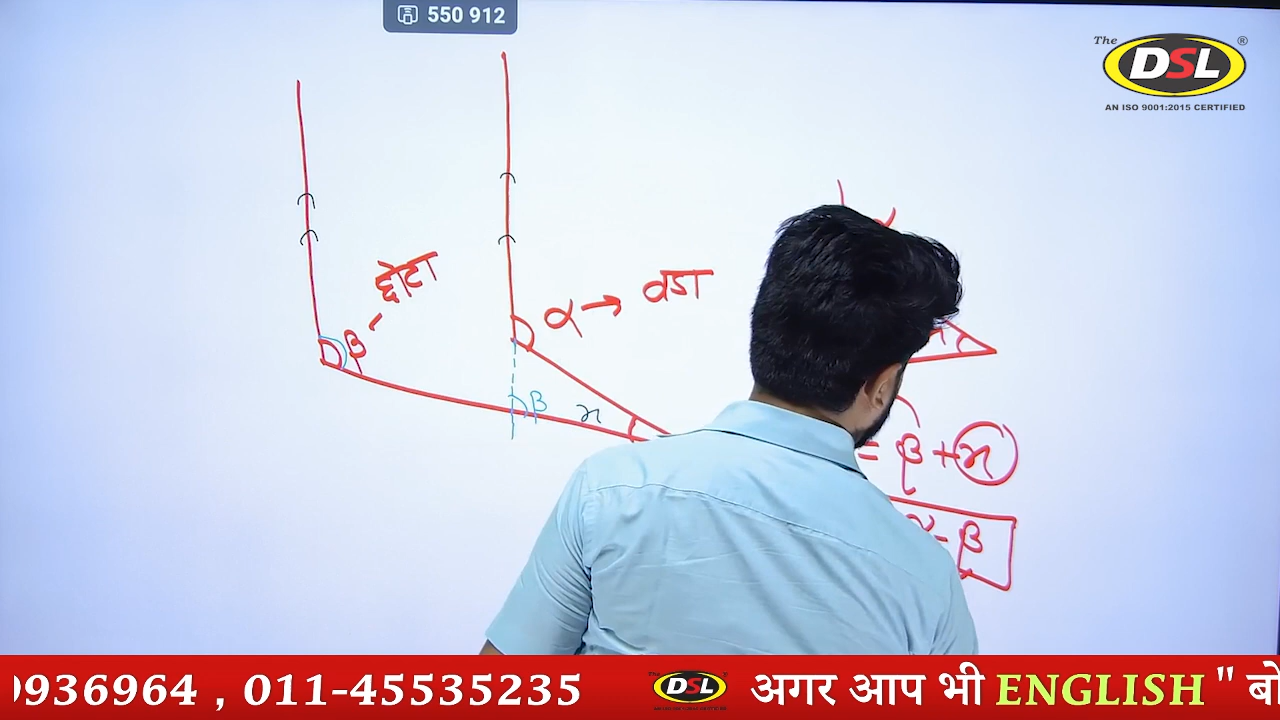 550 912
The
DSL
®
AN ISO 9001:2015 CERTIFIED
β - छोटा
α → बडा
β
x
= β + x
α - β
936964 , 011-45535235
DSL
अगर आप भी ENGLISH "